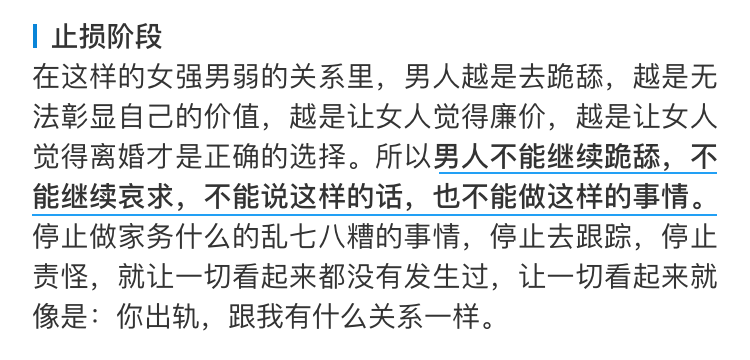 止损阶段
在这样的女强男弱的关系里，男人越是去跪舔，越是无
法彰显自己的价值，越是让女人觉得廉价，越是让女人
觉得离婚才是正确的选择。所以男人不能继续跪舔，不
能继续哀求，不能说这样的话，也不能做这样的事情。
停止做家务什么的乱七八糟的事情，停止去跟踪，停止
责怪，就让一切看起来都没有发生过，让一切看起来就
像是：你出轨，跟我有什么关系一样。